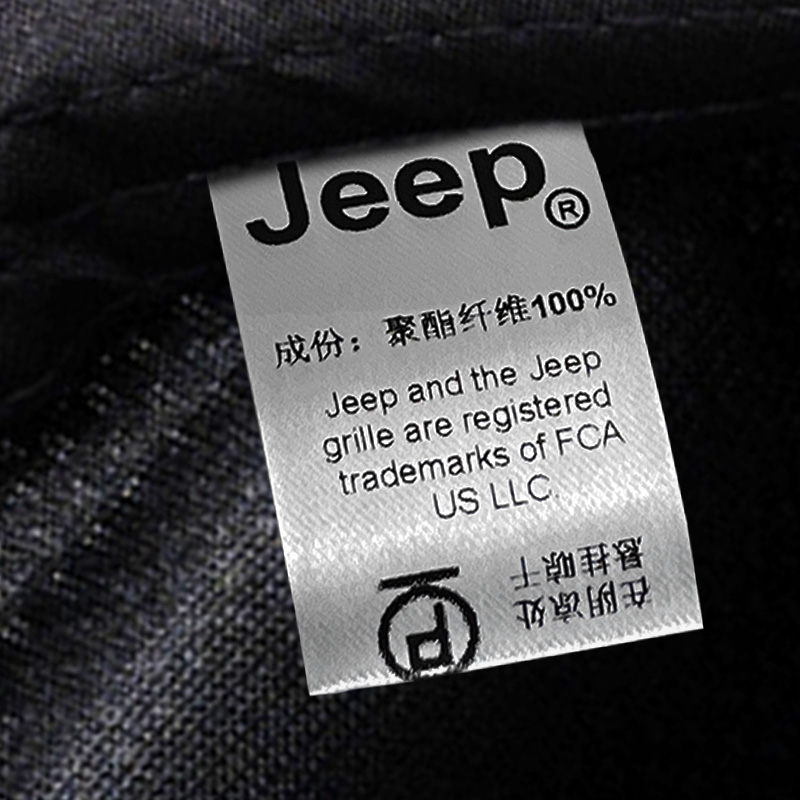 Jeep®
成份：聚酯纤维100%
Jeep and the Jeep
grille are registered
trademarks of FCA
US LLC.
P
在阴凉处
悬挂晾干